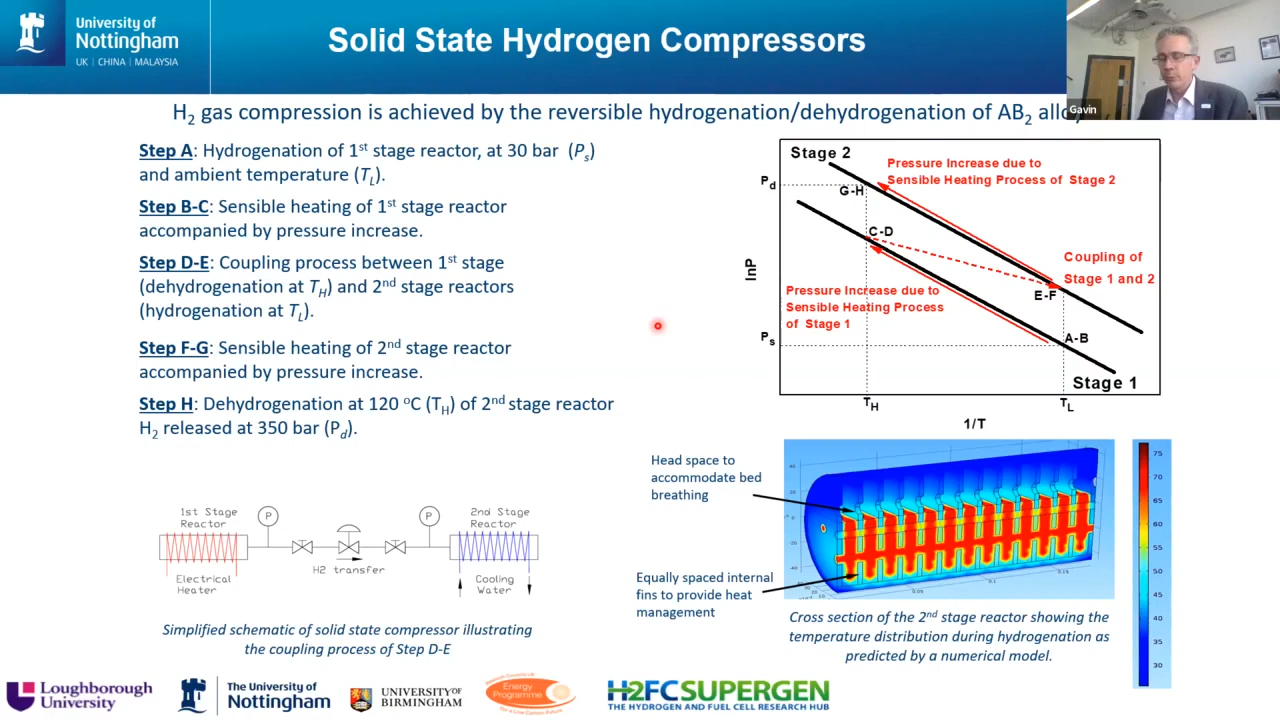 University of
Nottingham
UK | CHINA | MALAYSIA
Solid State Hydrogen Compressors
Gavin
H2 gas compression is achieved by the reversible hydrogenation/dehydrogenation of AB2
Step A: Hydrogenation of 1st stage reactor, at 30 bar (Ps)
and ambient temperature (TL).
Step B-C: Sensible heating of 1st stage reactor
accompanied by pressure increase.
Step D-E: Coupling process between 1st stage
(dehydrogenation at TH) and 2nd stage reactors
(hydrogenation at TL).
Step F-G: Sensible heating of 2nd stage reactor
accompanied by pressure increase.
Step H: Dehydrogenation at 120 oC (TH) of 2nd stage reactor
H2 released at 350 bar (Pd).
Stage 2
Pressure Increase due to
Sensible Heating Process of Stage 2
Pd
G-H
C-D
Coupling of
Stage 1 and 2
lnP
E-F
Pressure Increase due to
Sensible Heating Process
of Stage 1
Ps
A-B
Stage 1
TH
TL
1/T
Head space to
accommodate bed
breathing
Equally spaced internal
fins to provide heat
management
75
70
65
60
55
50
45
40
35
30
Cross section of the 2nd stage reactor showing the
temperature distribution during hydrogenation as
predicted by a numerical model.
1st Stage
Reactor
P
P
2nd Stage
Reactor
H2 transfer
Electrical
Heater
Cooling
Water
Simplified schematic of solid state compressor illustrating
the coupling process of Step D-E
Loughborough
University
The University of
Nottingham
UNIVERSITY OF
BIRMINGHAM
Energy
Programme
H2FCSUPERGEN
THE HYDROGEN AND FUEL CELL RESEARCH HUB